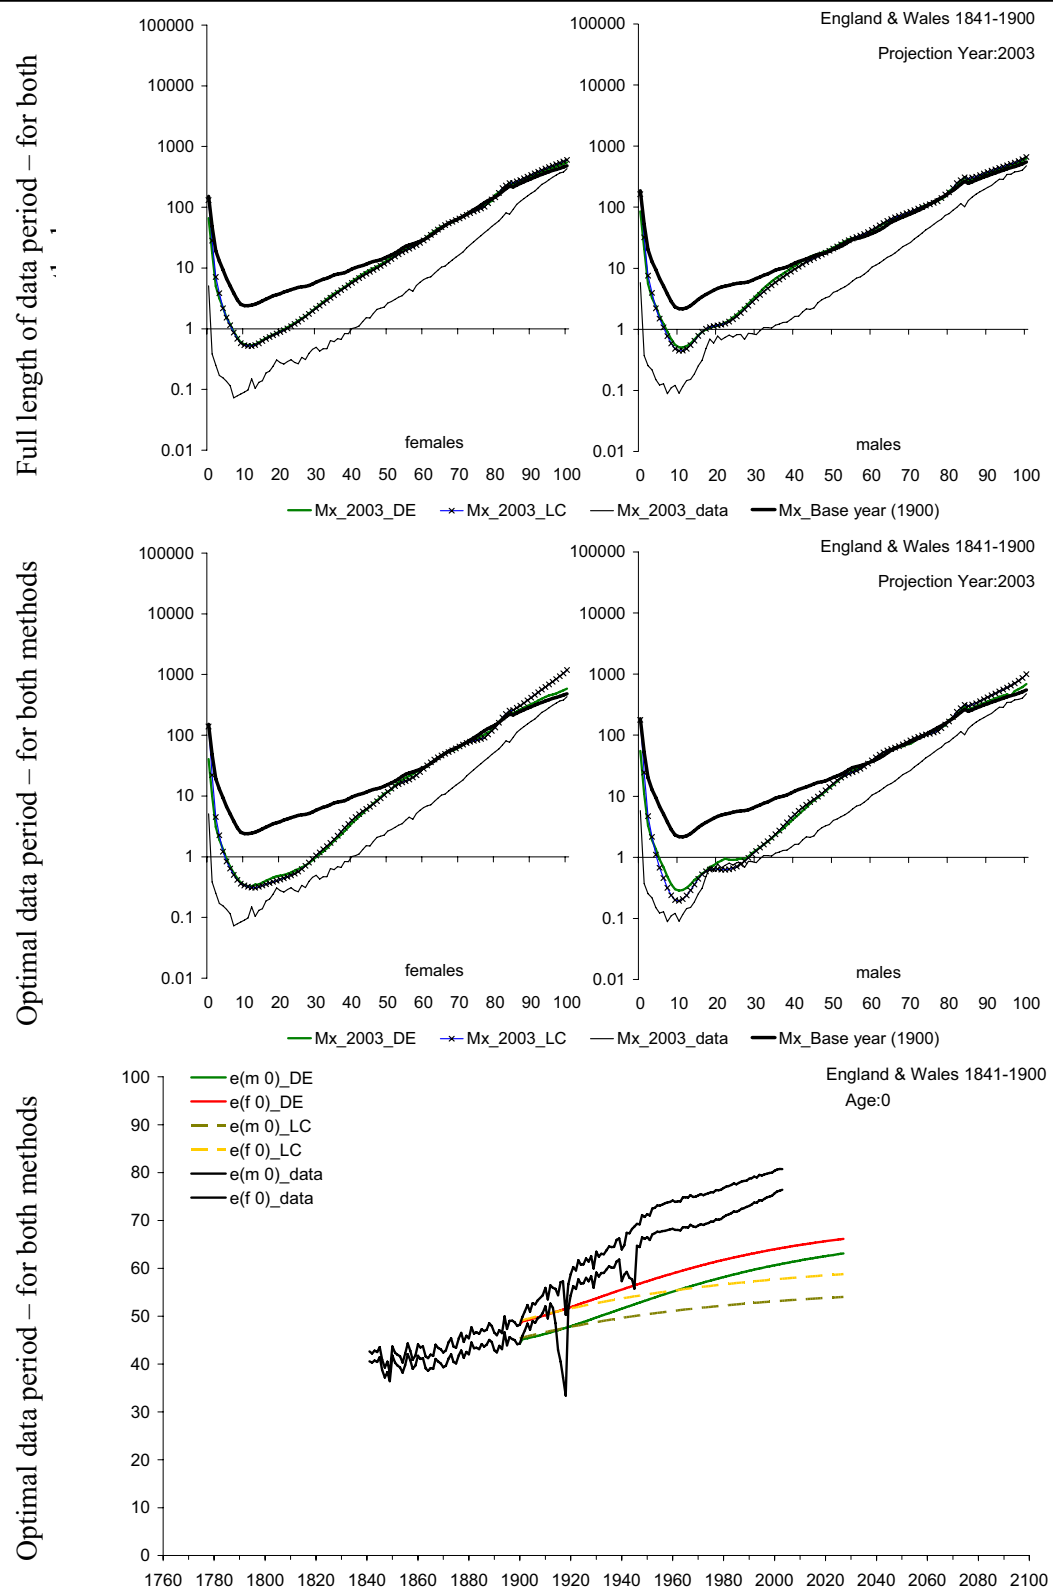 Full length of data period – for both
England & Wales 1841-1900
Projection Year:2003
100000
10000
1000
100
10
1
0.1
0.01
females
0 10 20 30 40 50 60 70 80 90 100
100000
10000
1000
100
10
1
0.1
0.01
males
0 10 20 30 40 50 60 70 80 90 100
Mx_2003_DE Mx_2003_LC Mx_2003_data Mx_Base year (1900)
Optimal data period – for both methods
England & Wales 1841-1900
Projection Year:2003
100000
10000
1000
100
10
1
0.1
0.01
females
0 10 20 30 40 50 60 70 80 90 100
100000
10000
1000
100
10
1
0.1
0.01
males
0 10 20 30 40 50 60 70 80 90 100
Mx_2003_DE Mx_2003_LC Mx_2003_data Mx_Base year (1900)
Optimal data period – for both methods
England & Wales 1841-1900
Age:0
e(m 0)_DE
e(f 0)_DE
e(m 0)_LC
e(f 0)_LC
e(m 0)_data
e(f 0)_data
100
90
80
70
60
50
40
30
20
10
0
1760 1780 1800 1820 1840 1860 1880 1900 1920 1940 1960 1980 2000 2020 2040 2060 2080 2100